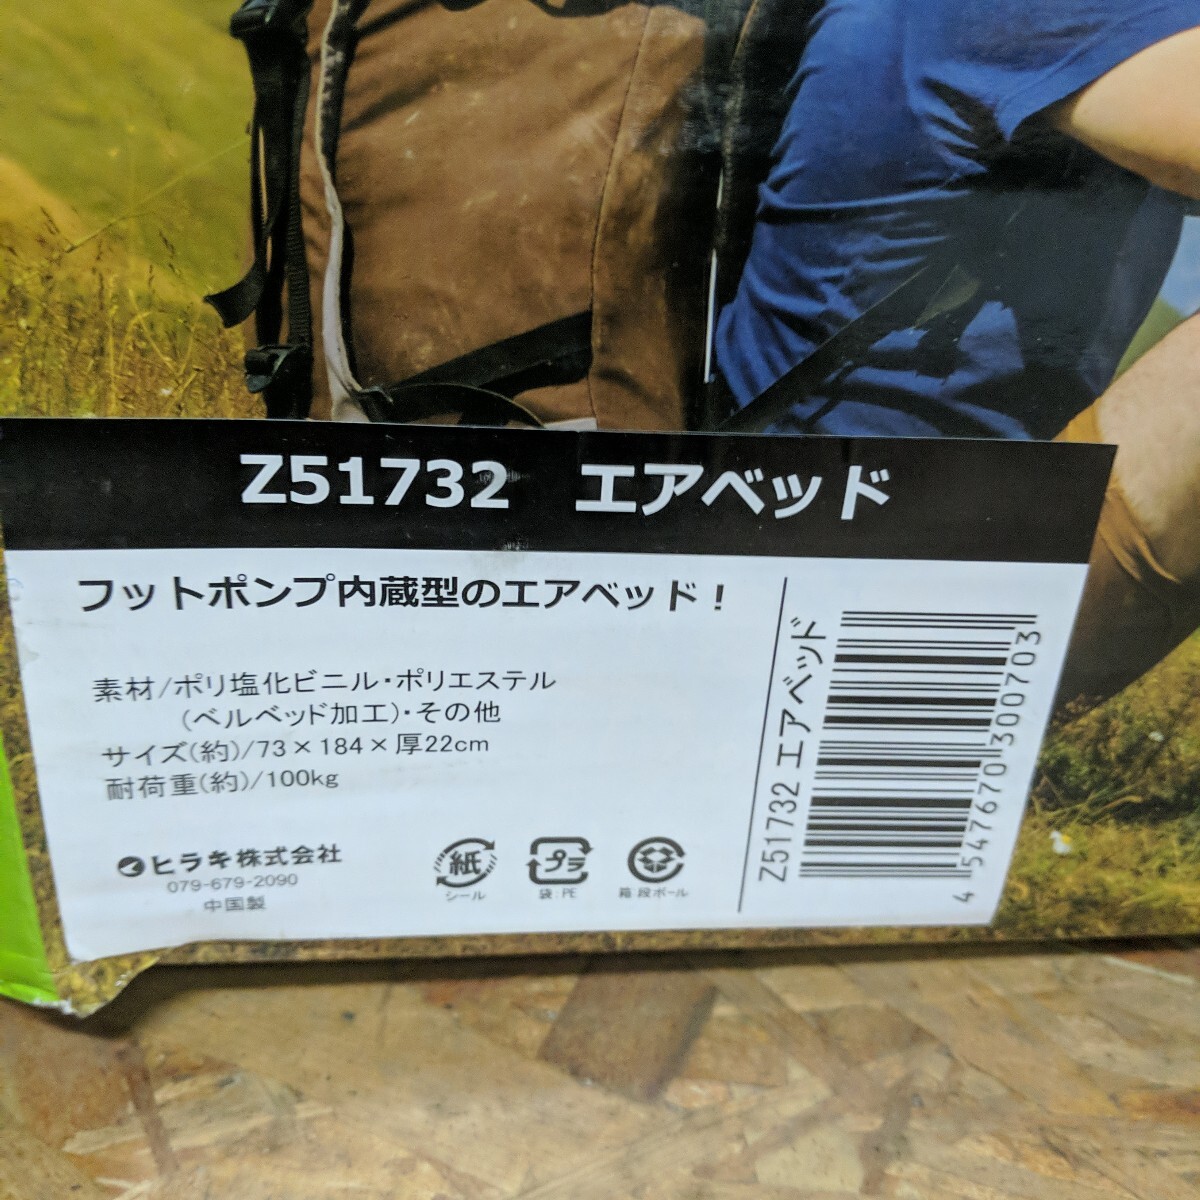 Z51732 エアベッド
フットポンプ内蔵型のエアベッド！
素材/ポリ塩化ビニル・ポリエステル
(ベルベッド加工)・その他
サイズ(約)/73×184×厚22cm
耐荷重(約)/100kg
ヒラキ株式会社
079-679-2090
中国製
紙
シール
プラ
袋:PE
箱 段ボール
Z51732 エアベッド
4 547670 300703